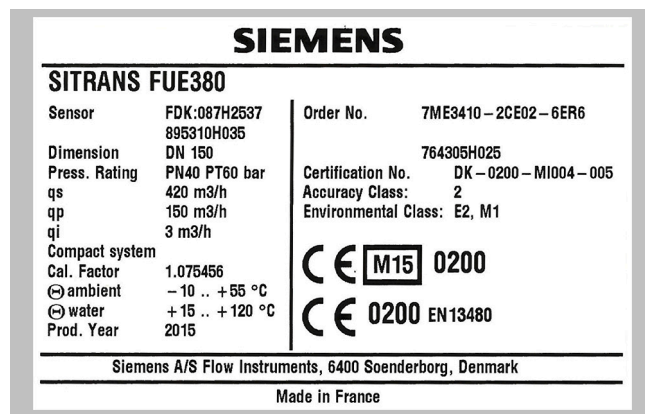 SIEMENS
SITRANS FUE380
Sensor FDK:087H2537
895310H035
Dimension DN 150
Press. Rating PN40 PT60 bar
qs 420 m3/h
qp 150 m3/h
qi 3 m3/h
Compact system
Cal. Factor 1.075456
Θ ambient −10 .. +55 °C
Θ water +15 .. +120 °C
Prod. Year 2015
Order No. 7ME3410−2CE02−6ER6
764305H025
Certification No. DK−0200−MI004−005
Accuracy Class: 2
Environmental Class: E2, M1
CE M15 0200
CE 0200 EN13480
Siemens A/S Flow Instruments, 6400 Soenderborg, Denmark
Made in France